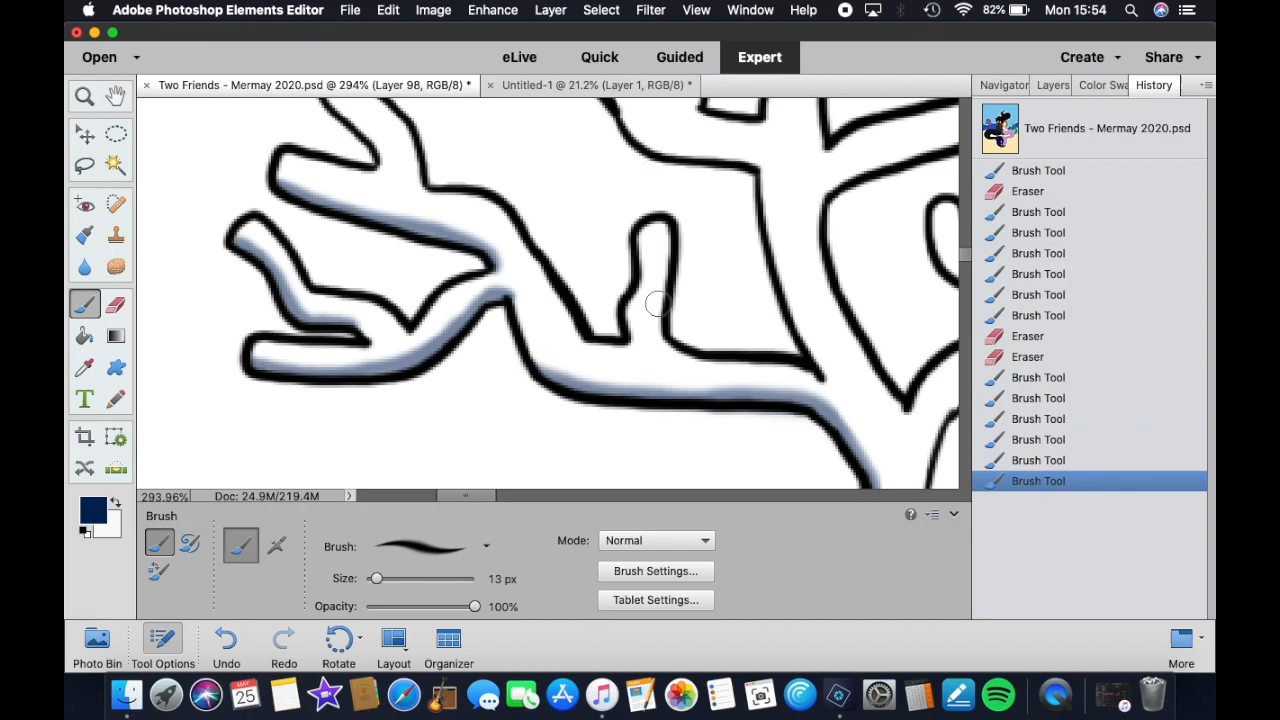 Adobe Photoshop Elements Editor File Edit Image Enhance Layer Select Filter View Window Help 82% Mon 15:54
Open eLive Quick Guided Expert Create Share
× Two Friends - Mermay 2020.psd @ 294% (Layer 98, RGB/8) * × Untitled-1 @ 21.2% (Layer 1, RGB/8) * Navigator Layers Color Swa History
Two Friends - Mermay 2020.psd
Brush Tool
Eraser
Brush Tool
Brush Tool
Brush Tool
Brush Tool
Brush Tool
Brush Tool
Eraser
Eraser
Brush Tool
Brush Tool
Brush Tool
Brush Tool
Brush Tool
Brush Tool
293.96% Doc: 24.9M/219.4M
Brush
Brush: Mode: Normal
Size: 13 px Brush Settings...
Opacity: 100% Tablet Settings...
Photo Bin Tool Options Undo Redo Rotate Layout Organizer More
MAY
25